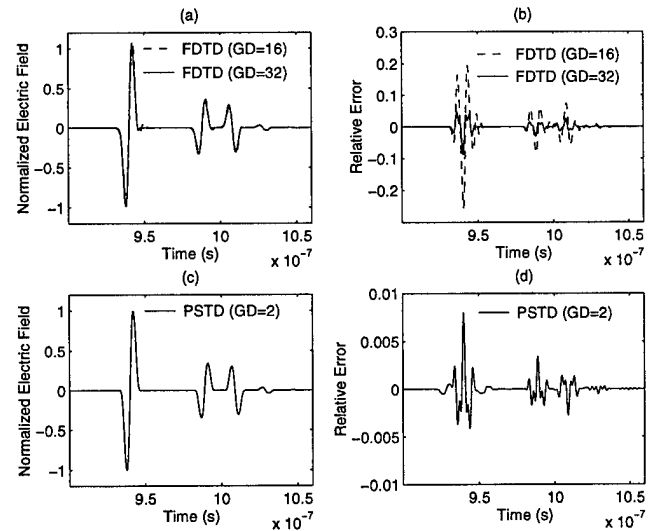 (a)
Normalized Electric Field
1
0.5
0
−0.5
−1
FDTD (GD=16)
FDTD (GD=32)
9.5
10
10.5
Time (s)
x 10⁻⁷
(b)
Relative Error
0.3
0.2
0.1
0
−0.1
−0.2
FDTD (GD=16)
FDTD (GD=32)
9.5
10
10.5
Time (s)
x 10⁻⁷
(c)
Normalized Electric Field
1
0.5
0
−0.5
−1
PSTD (GD=2)
9.5
10
10.5
Time (s)
x 10⁻⁷
(d)
Relative Error
0.01
0.005
0
−0.005
−0.01
PSTD (GD=2)
9.5
10
10.5
Time (s)
x 10⁻⁷